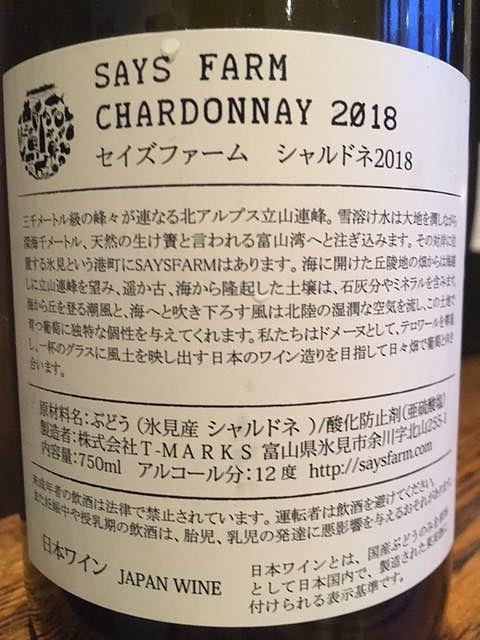 SAYS FARM
CHARDONNAY 2018
セイズファーム シャルドネ2018
三千メートル級の峰々が連なる北アルプス立山連峰。雪溶け水は大地を潤しながら
深海千メートル、天然の生け簀と言われる富山湾へと注ぎ込みます。その対岸に位
置する氷見という港町にSAYSFARMはあります。海に開けた丘陵地の畑からは海越
しに立山連峰を望み、遥か古、海から隆起した土壌は、石灰分やミネラルを含みます。
海から丘を登る潮風と、海へと吹き下ろす風は北陸の湿潤な空気を流し、この土地で
育つ葡萄に独特な個性を与えてくれます。私たちはドメーヌとして、テロワールを尊重
し、一杯のグラスに風土を映し出す日本のワイン造りを目指して日々畑で葡萄と向き
合います。
原材料名：ぶどう（氷見産 シャルドネ）/酸化防止剤（亜硫酸塩）
製造者：株式会社T-MARKS 富山県氷見市余川字北山255-1
内容量：750ml アルコール分：12度 http://saysfarm.com
未成年者の飲酒は法律で禁止されています。運転者は飲酒を避けてください。
また妊娠中や授乳期の飲酒は、胎児、乳児の発達に悪影響を与えるおそれがあります。
日本ワイン JAPAN WINE
日本ワインとは、国産ぶどうのみを原料
として日本国内で、製造された果実酒に
付けられる表示基準です。